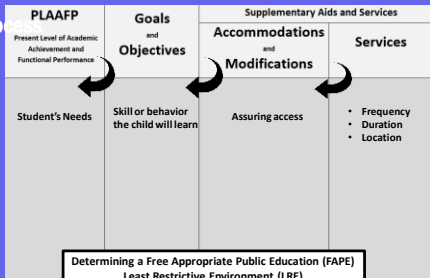 ocess
PLAAFP
Present Level of Academic
Achievement and
Functional Performance
Goals
and
Objectives
Supplementary Aids and Services
Accommodations
and
Modifications
Services
Student's Needs
Skill or behavior
the child will learn
Assuring access
• Frequency
• Duration
• Location
Determining a Free Appropriate Public Education (FAPE)
Least Restrictive Environment (LRE)